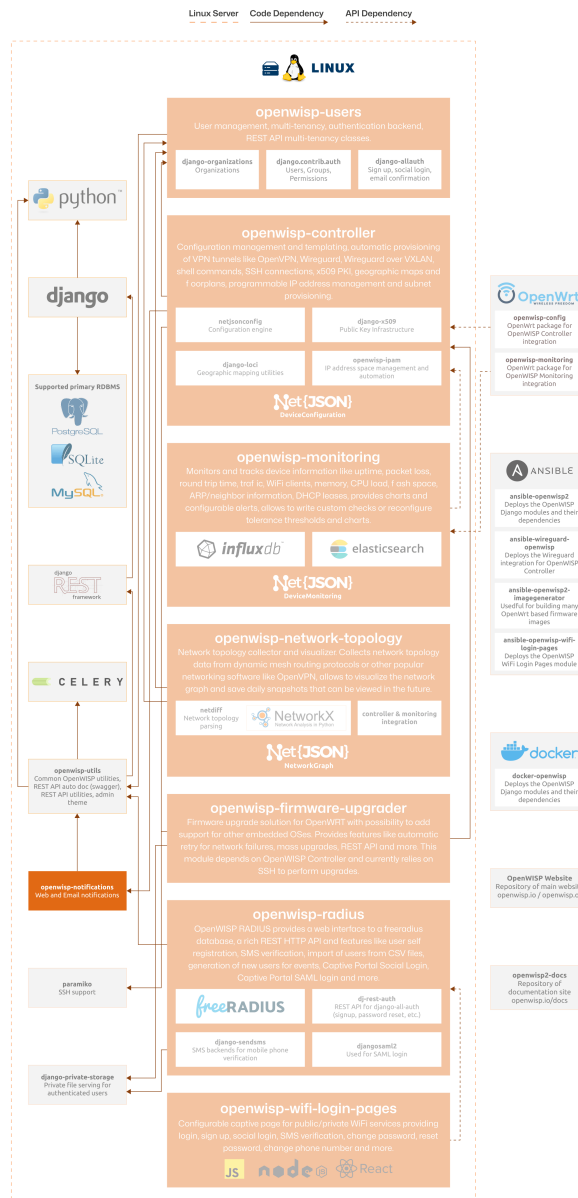 Linux Server Code Dependency API Dependency
LINUX
openwisp-users
User management, multi-tenancy, authentication backend,
REST API multi-tenancy classes.
django-organizations
Organizations
django.contrib.auth
Users, Groups,
Permissions
django-allauth
Sign up, social login,
email confirmation
python™
django
Supported primary RDBMS
PostgreSQL
SQLite
MySQL
openwisp-controller
Configuration management and templating, automatic provisioning
of VPN tunnels like OpenVPN, Wireguard, Wireguard over VXLAN,
shell commands, SSH connections, x509 PKI, geographic maps and
f oorplans, programmable IP address management and subnet
provisioning.
netjsonconfig
Configuration engine
django-x509
Public Key Infrastructure
django-loci
Geographic mapping utilities
openwisp-ipam
IP address space management and
automation
Net{JSON}
DeviceConfiguration
OpenWrt
WIRELESS FREEDOM
openwisp-config
OpenWrt package for
OpenWISP Controller
integration
openwisp-monitoring
OpenWrt package for
OpenWISP Monitoring
integration
openwisp-monitoring
Monitors and tracks device information like uptime, packet loss,
round trip time, traf ic, WiFi clients, memory, CPU load, f ash space,
ARP/neighbor information, DHCP leases, provides charts and
configurable alerts, allows to write custom checks or reconfigure
tolerance thresholds and charts.
influxdb
elasticsearch
Net{JSON}
DeviceMonitoring
ANSIBLE
ansible-openwisp2
Deploys the OpenWISP
Django modules and their
dependencies
ansible-wireguard-
openwisp
Deploys the Wireguard
integration for OpenWISP
Controller
ansible-openwisp2-
imagegenerator
Usedful for building many
OpenWrt based firmware
images
ansible-openwisp-wifi-
login-pages
Deploys the OpenWISP
WiFi Login Pages module
django
REST
framework
CELERY
openwisp-network-topology
Network topology collector and visualizer Collects network topology
data from dynamic mesh routing protocols or other popular
networking software like OpenVPN, allows to visualize the network
graph and save daily snapshots that can be viewed in the future.
netdiff
Network topology
parsing
NetworkX
Network Analysis in Python
controller & monitoring
integration
Net{JSON}
NetworkGraph
docker
docker-openwisp
Deploys the OpenWISP
Django modules and their
dependencies
openwisp-utils
Common OpenWISP utilities,
REST API auto doc (swagger),
REST API utilities, admin
theme
openwisp-firmware-upgrader
Firmware upgrade solution for OpenWRT with possibility to add
support for other embedded OSes. Provides features like automatic
retry for network failures, mass upgrades, REST API and more. This
module depends on OpenWISP Controller and currently relies on
SSH to perform upgrades.
openwisp-notifications
Web and Email notifications
OpenWISP Website
Repository of main websit
openwisp.io / openwisp.o
openwisp-radius
OpenWISP RADIUS provides a web interface to a freeradius
database, a rich REST HTTP API and features like user self
registration, SMS verification, import of users from CSV files,
generation of new users for events, Captive Portal Social Login,
Captive Portal SAML login and more.
freeRADIUS
dj-rest-auth
REST API for django-all-auth
(signup, password reset, etc.)
django-sendsms
SMS backends for mobile phone
verification
djangosaml2
Used for SAML login
paramiko
SSH support
openwisp2-docs
Repository of
documentation site
openwisp.io/docs
django-private-storage
Private file serving for
authenticated users
openwisp-wifi-login-pages
Configurable captive page for public/private WiFi services providing
login, sign up, social login, SMS verification, change password, reset
password, change phone number and more.
JS node JS React